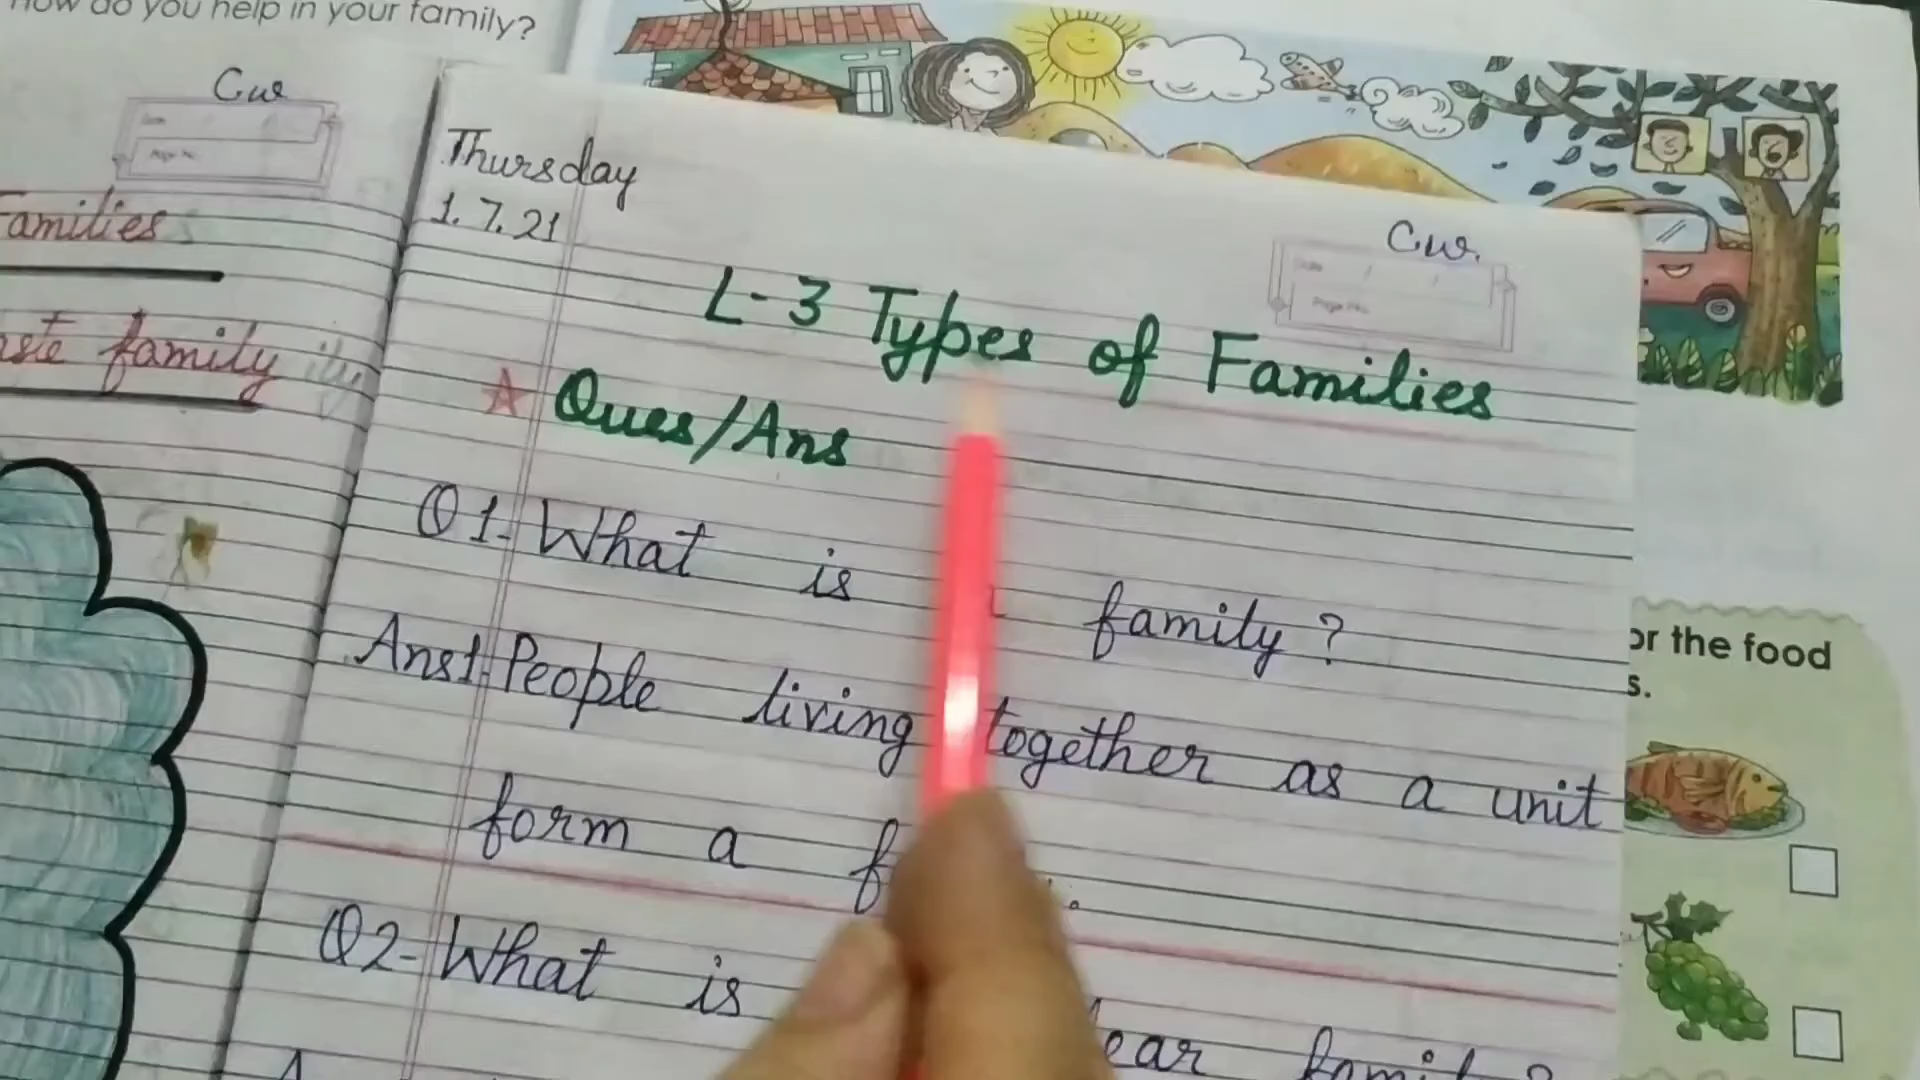 How do you help in your family?
Cw
Families
family
Thursday
1.7.21
Cw.
L-3 Types of Families
Ques/Ans
Q1- What is family?
Ans1- People living together as a unit
form a
Q2- What is
or the food
s.